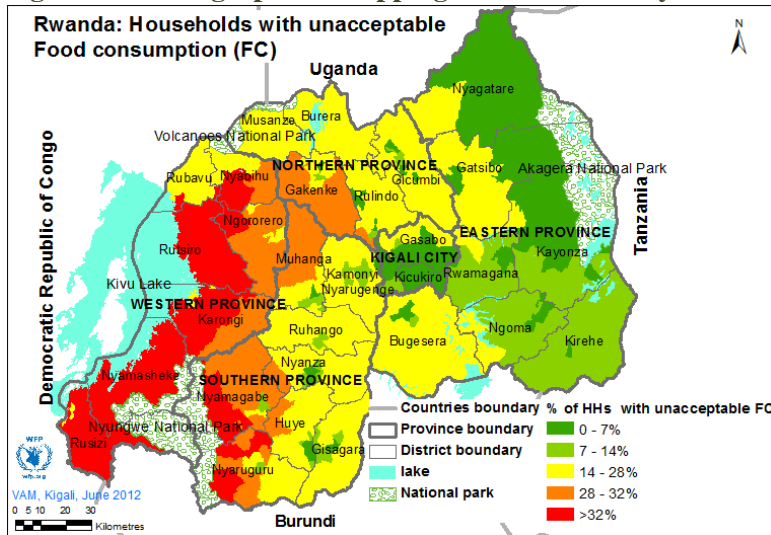 Rwanda: Households with unacceptable
Food consumption (FC)
N
Uganda
Nyagatare
Musanze
Burera
Volcanoes National Park
NORTHERN PROVINCE
Gatsibo
Akagera National Park
Rubavu
Nyabihu
Gakenke
Gicumbi
Rulindo
Tanzania
Democratic Republic of Congo
Ngororero
EASTERN PROVINCE
Rutsiro
Muhanga
Gasabo
Kayonza
KIGALI CITY
Kivu Lake
Kamonyi
Kicukiro
Rwamagana
Nyarugenge
WESTERN PROVINCE
Karongi
Ruhango
Bugesera
Ngoma
Kirehe
Nyanza
Nyamasheke
SOUTHERN PROVINCE
Nyamagabe
Nyundwe National Park
Huye
Rusizi
Gisagara
Nyaruguru
Burundi
Countries boundary
Province boundary
District boundary
lake
National park
% of HHs with unacceptable FC
0 - 7%
7 - 14%
14 - 28%
28 - 32%
>32%
WFP
wfp.org
VAM, Kigali, June 2012
0 5 10 20 30
Kilometres